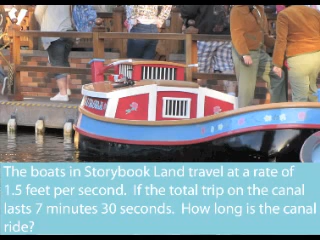 The boats in Storybook Land travel at a rate of
1.5 feet per second.  If the total trip on the canal
lasts 7 minutes 30 seconds.  How long is the canal
ride?